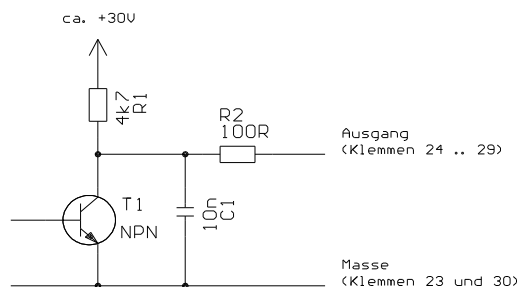 ca. +30V
4k7
R1
R2
100R
Ausgang
(Klemmen 24 .. 29)
T1
NPN
10n
C1
Masse
(Klemmen 23 und 30)